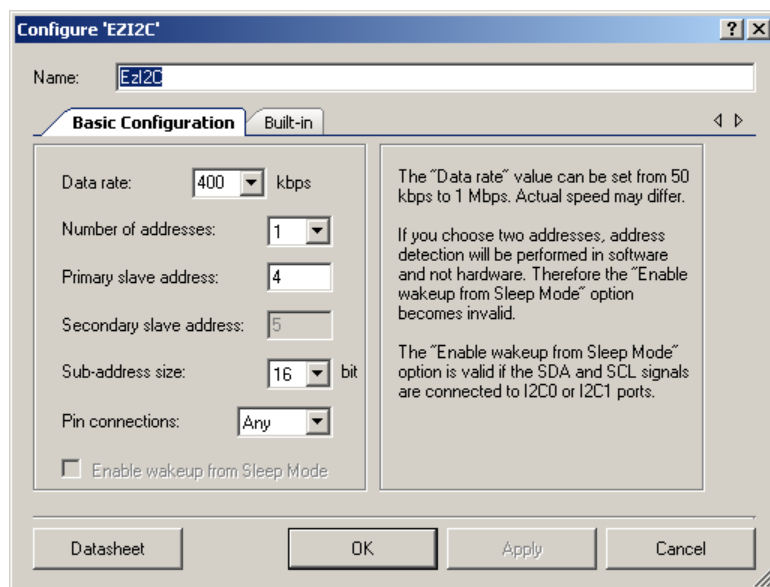 Configure 'EZI2C'
Name: EzI2C
Basic Configuration Built-in
Data rate: 400 kbps
Number of addresses: 1
Primary slave address: 4
Secondary slave address: 5
Sub-address size: 16 bit
Pin connections: Any
Enable wakeup from Sleep Mode
The "Data rate" value can be set from 50
kbps to 1 Mbps. Actual speed may differ.
If you choose two addresses, address
detection will be performed in software
and not hardware. Therefore the "Enable
wakeup from Sleep Mode" option
becomes invalid.
The "Enable wakeup from Sleep Mode"
option is valid if the SDA and SCL signals
are connected to I2C0 or I2C1 ports.
Datasheet OK Apply Cancel